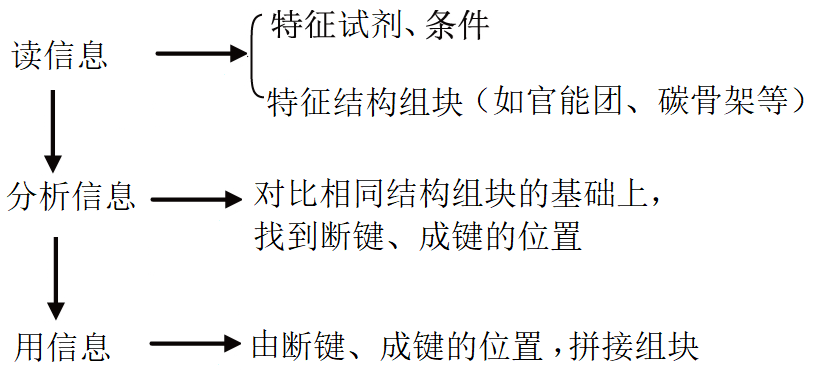 特征试剂、条件
读信息
特征结构组块（如官能团、碳骨架等）
分析信息
对比相同结构组块的基础上，
找到断键、成键的位置
用信息
由断键、成键的位置，拼接组块